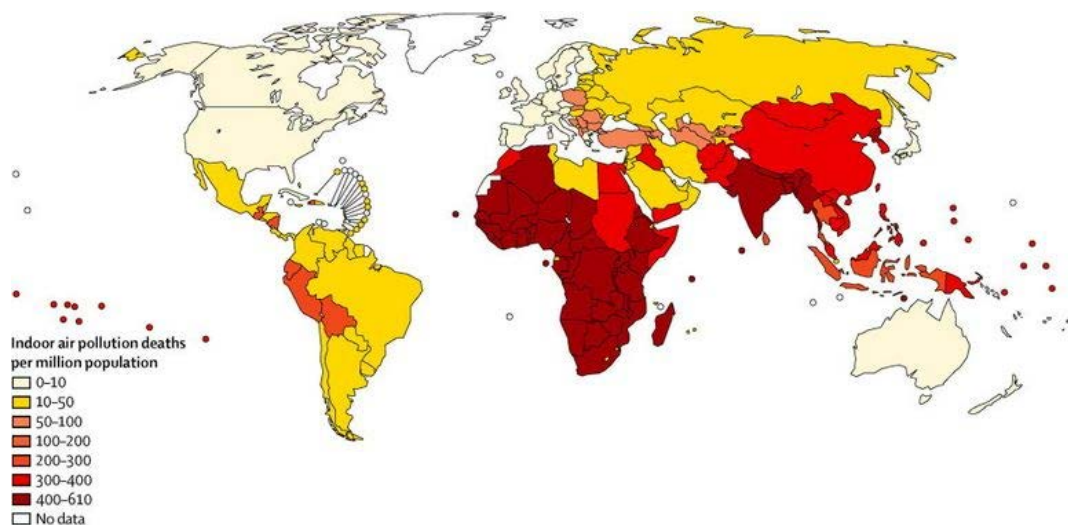 Indoor air pollution deaths
per million population
0–10
10–50
50–100
100–200
200–300
300–400
400–610
No data